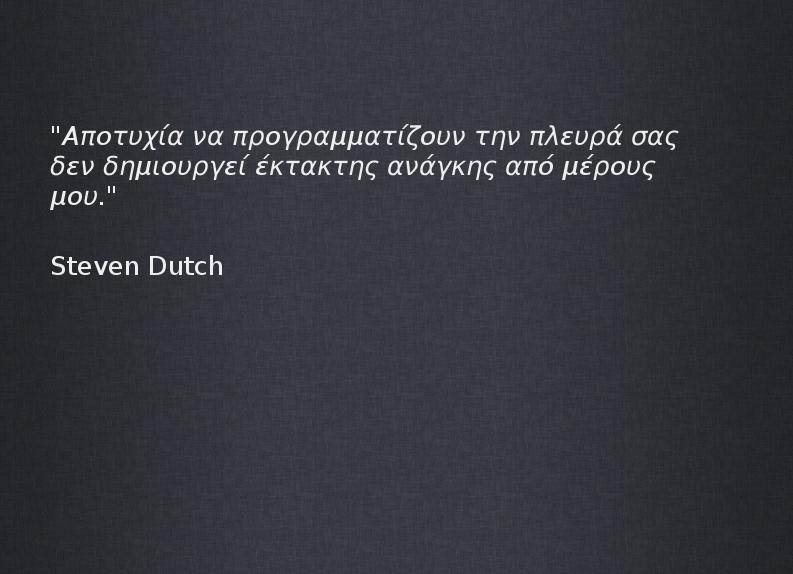 "Αποτυχία να προγραμματίζουν την πλευρά σας
δεν δημιουργεί έκτακτης ανάγκης από μέρους
μου."
Steven Dutch